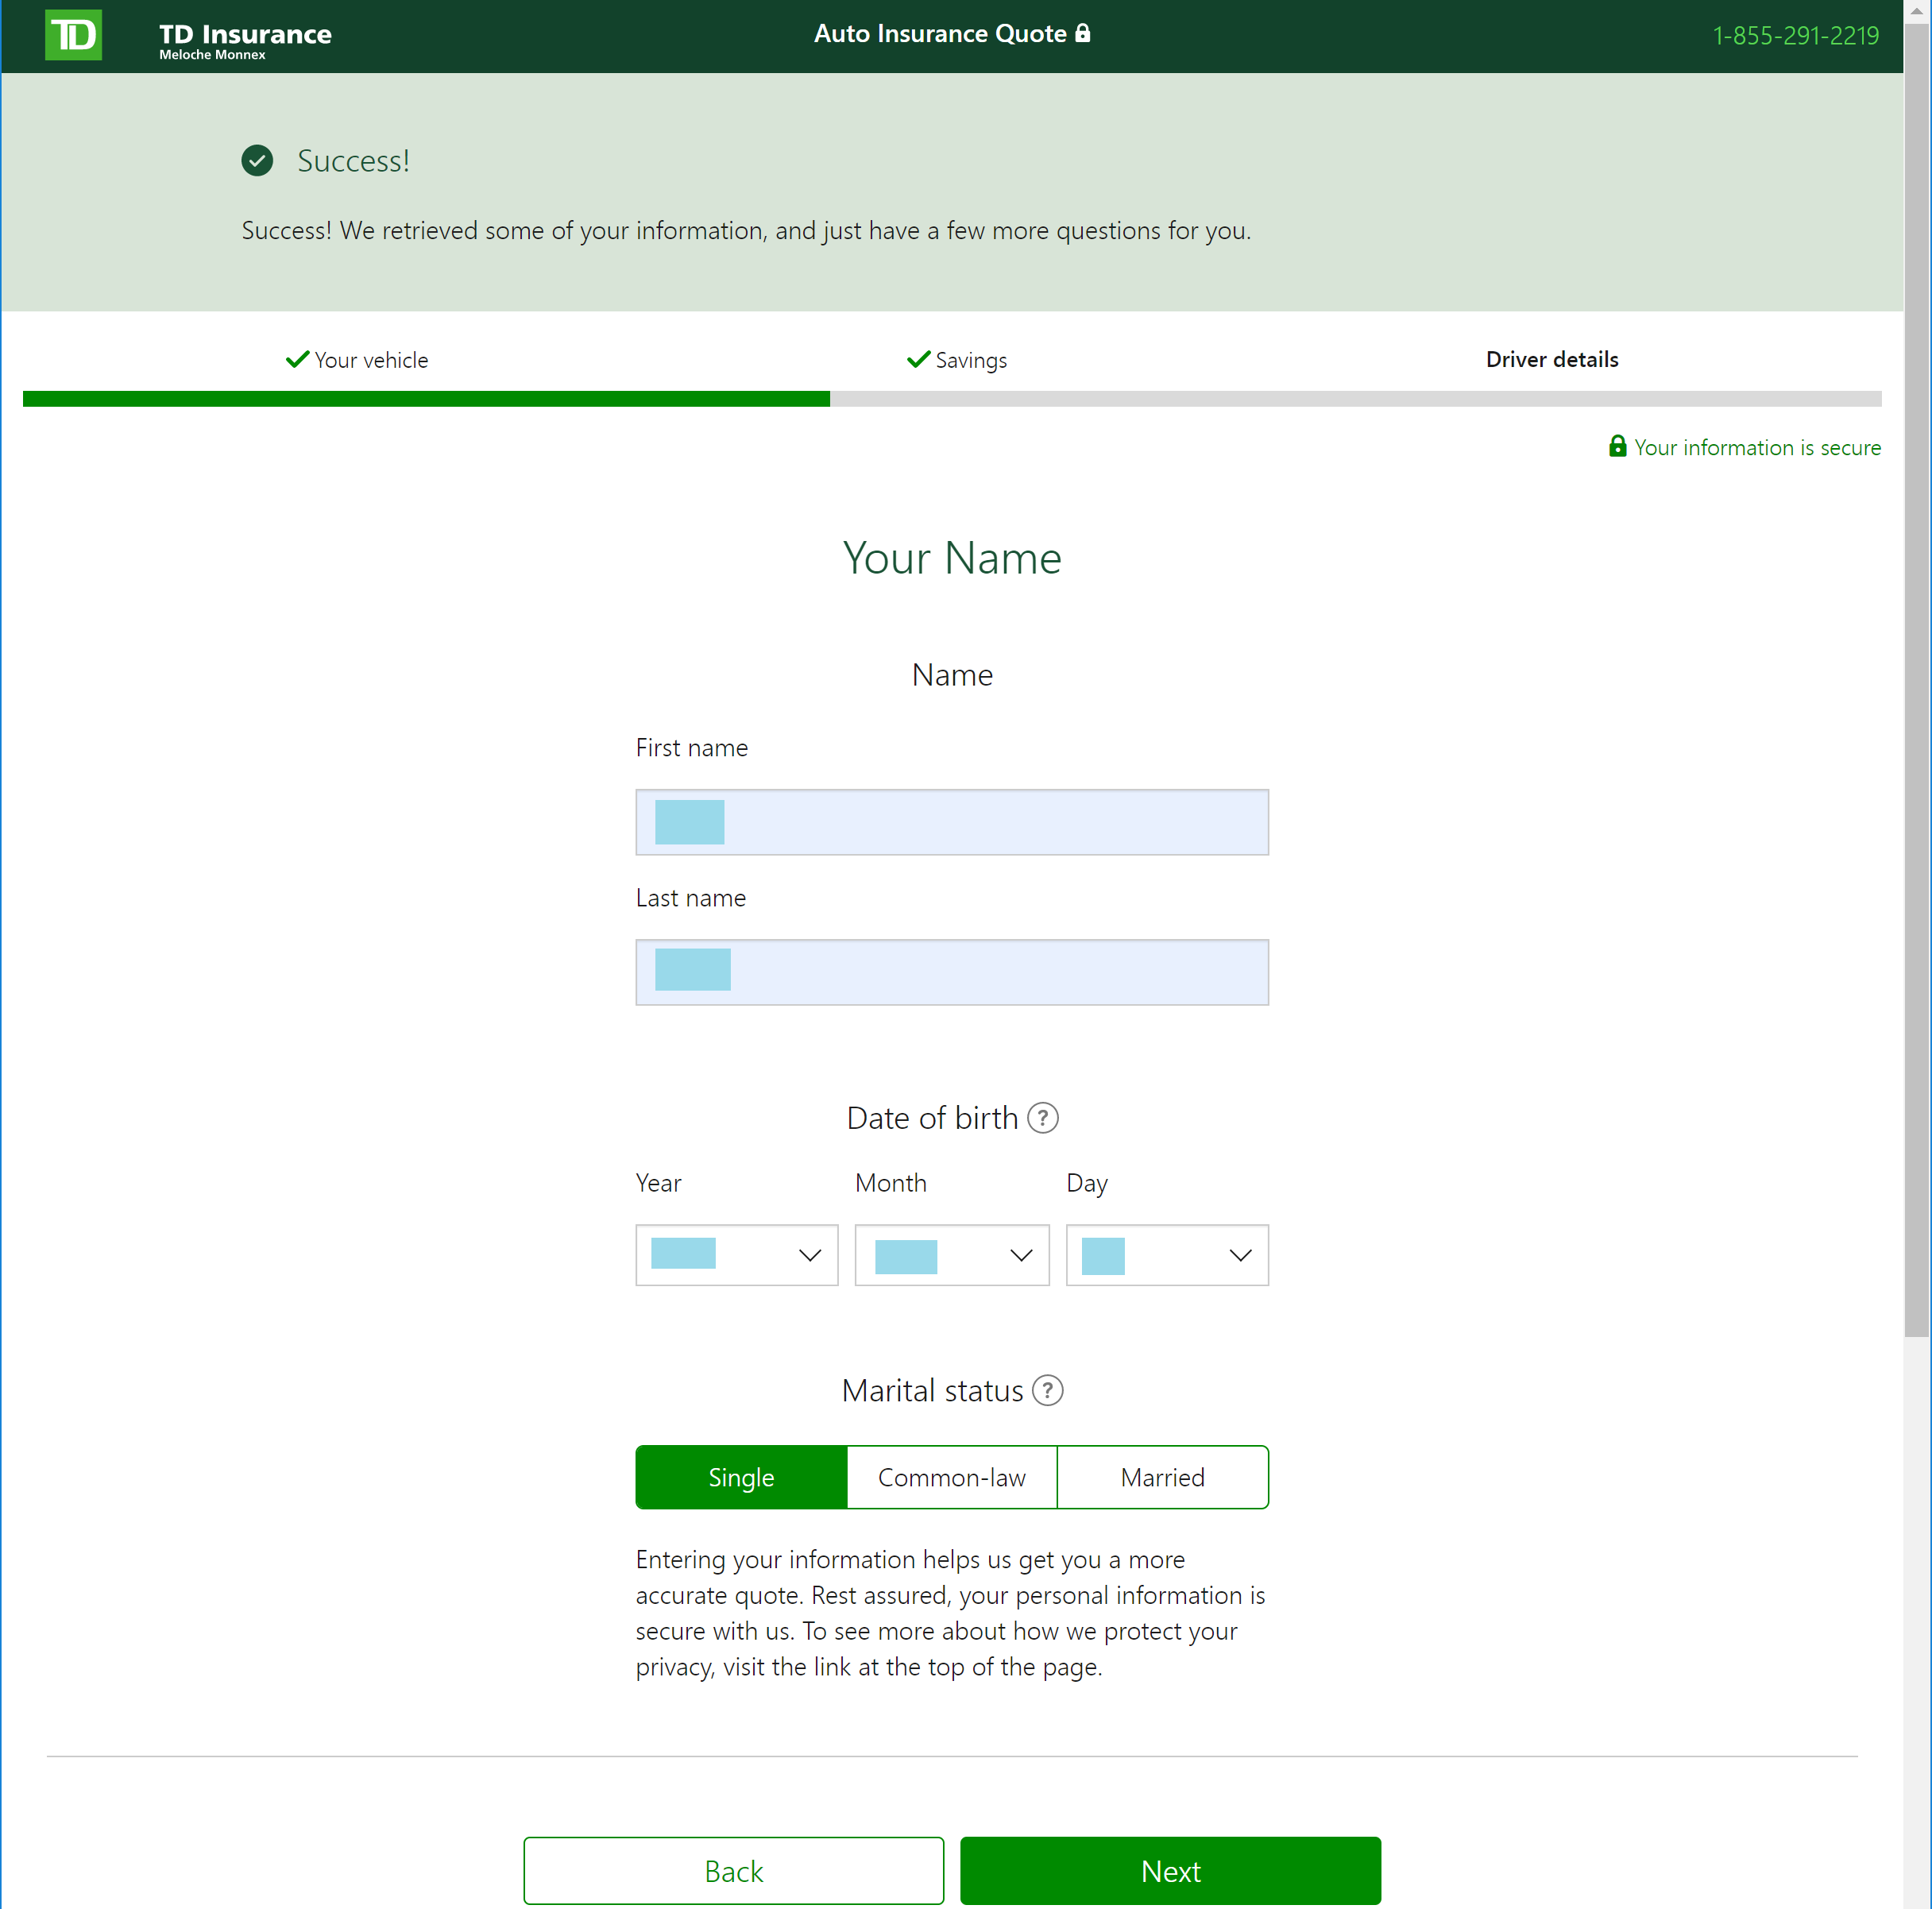 TD
TD Insurance
Meloche Monnex
Auto Insurance Quote
1-855-291-2219
Success!
Success! We retrieved some of your information, and just have a few more questions for you.
Your vehicle
Savings
Driver details
Your information is secure
Your Name
Name
First name
Last name
Date of birth ?
Year
Month
Day
Marital status ?
Single
Common-law
Married
Entering your information helps us get you a more
accurate quote. Rest assured, your personal information is
secure with us. To see more about how we protect your
privacy, visit the link at the top of the page.
Back
Next